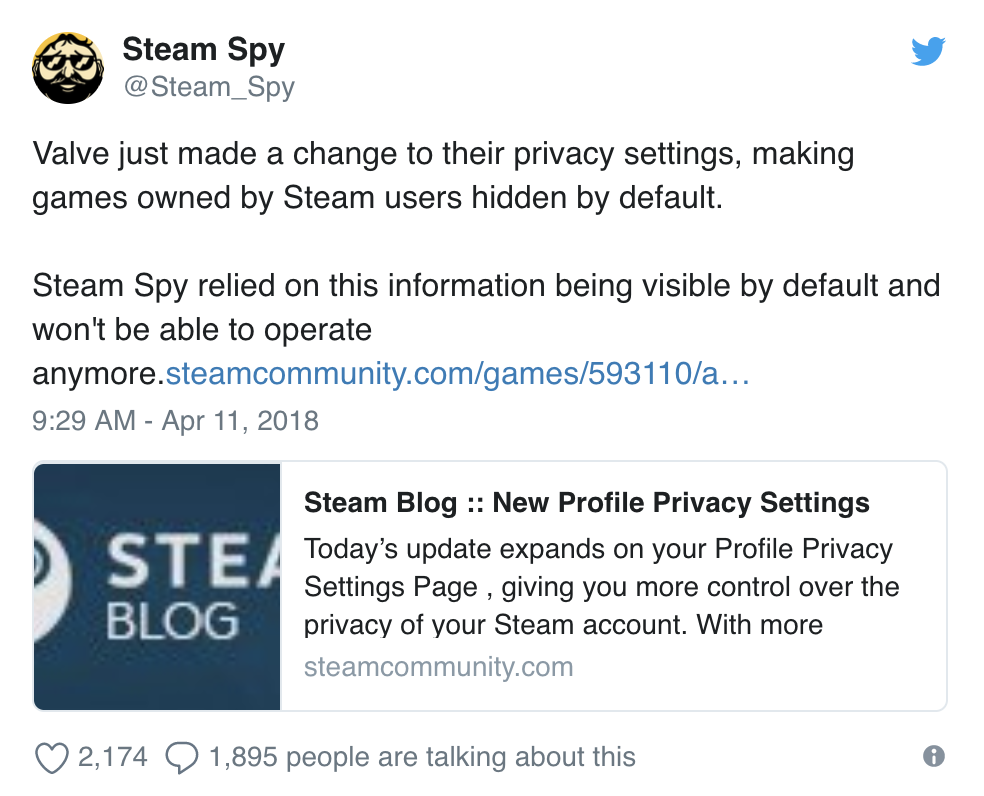 Steam Spy
@Steam_Spy
Valve just made a change to their privacy settings, making
games owned by Steam users hidden by default.
Steam Spy relied on this information being visible by default and
won't be able to operate
anymore.steamcommunity.com/games/593110/a…
9:29 AM - Apr 11, 2018
STEA
BLOG
Steam Blog :: New Profile Privacy Settings
Today’s update expands on your Profile Privacy
Settings Page , giving you more control over the
privacy of your Steam account. With more
steamcommunity.com
2,174 1,895 people are talking about this